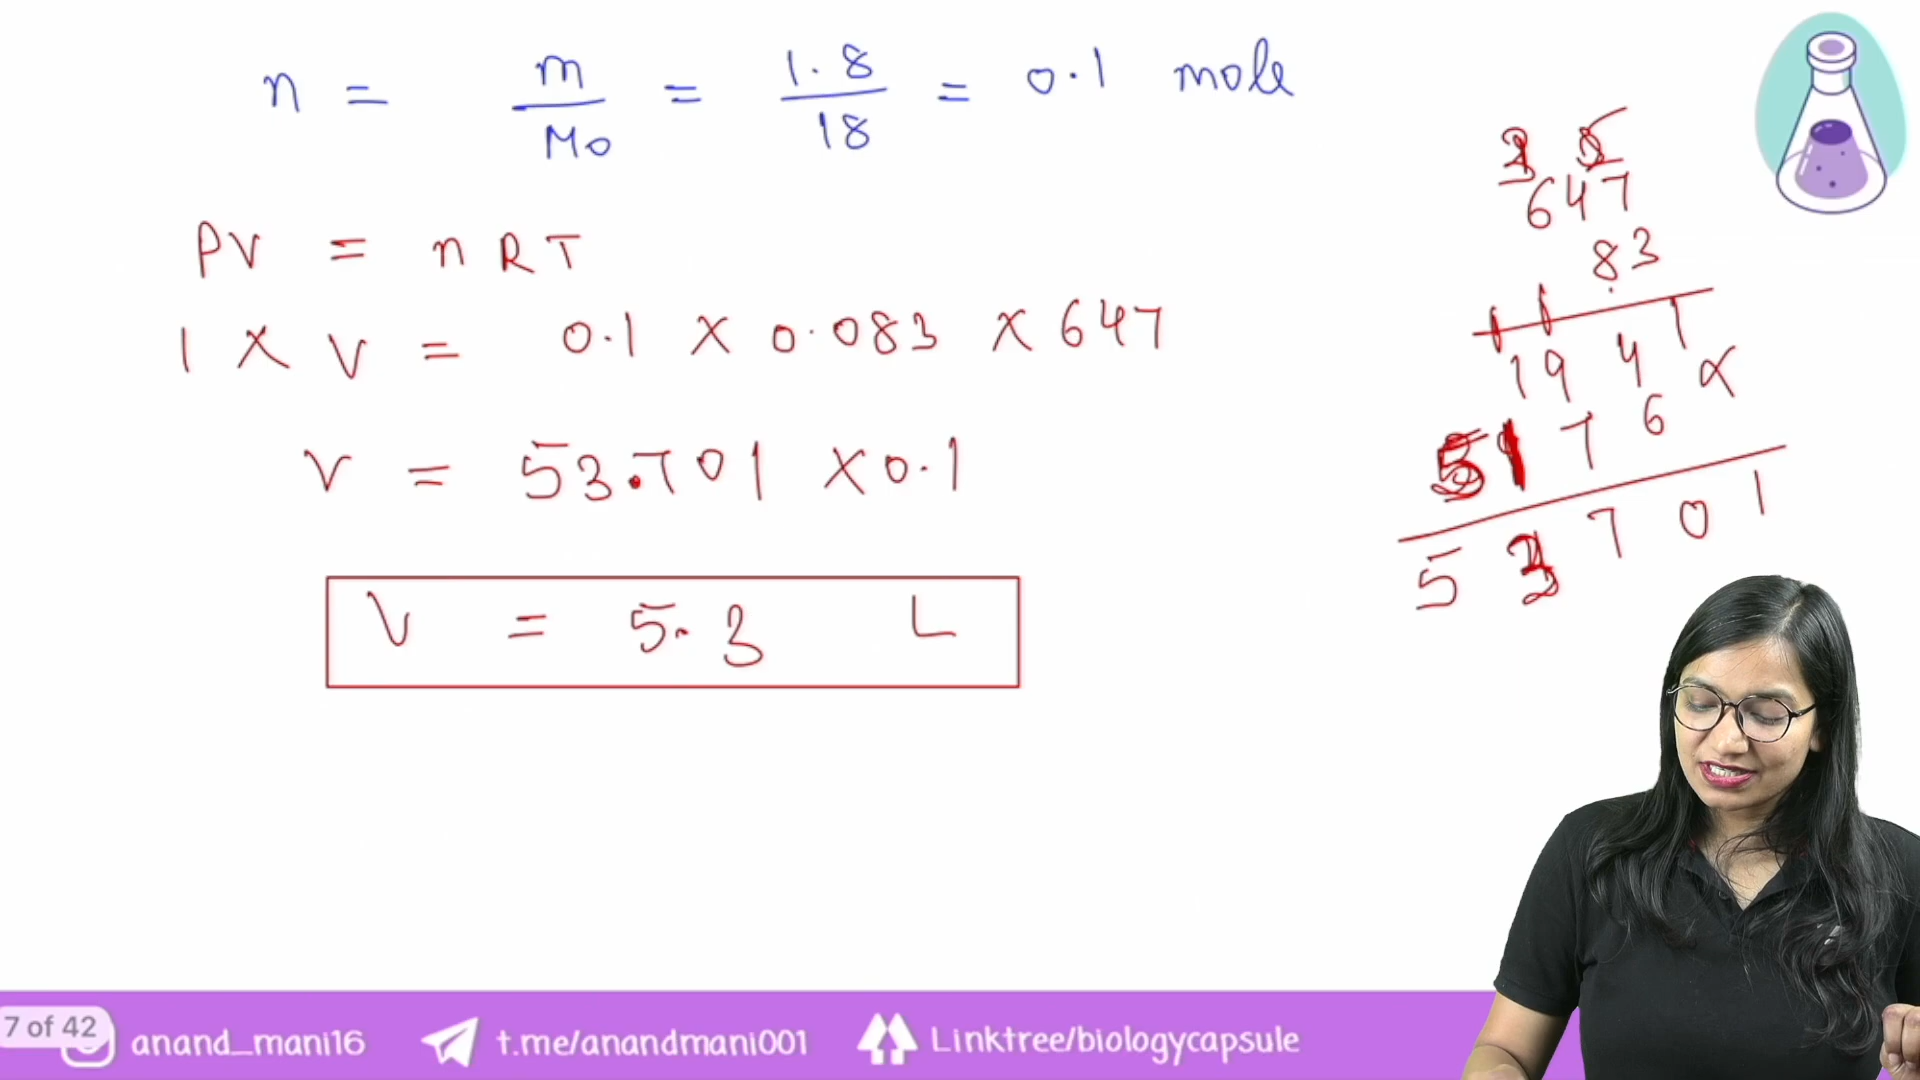 n = m/M₀ = 1.8/18 = 0.1 mole
PV = nRT
1 × V = 0.1 × 0.083 × 647
V = 53.701 × 0.1
V = 5.3 L
647
83
1941
5176×
53701
7 of 42
anand_mani16
t.me/anandmani001
Linktree/biologycapsule